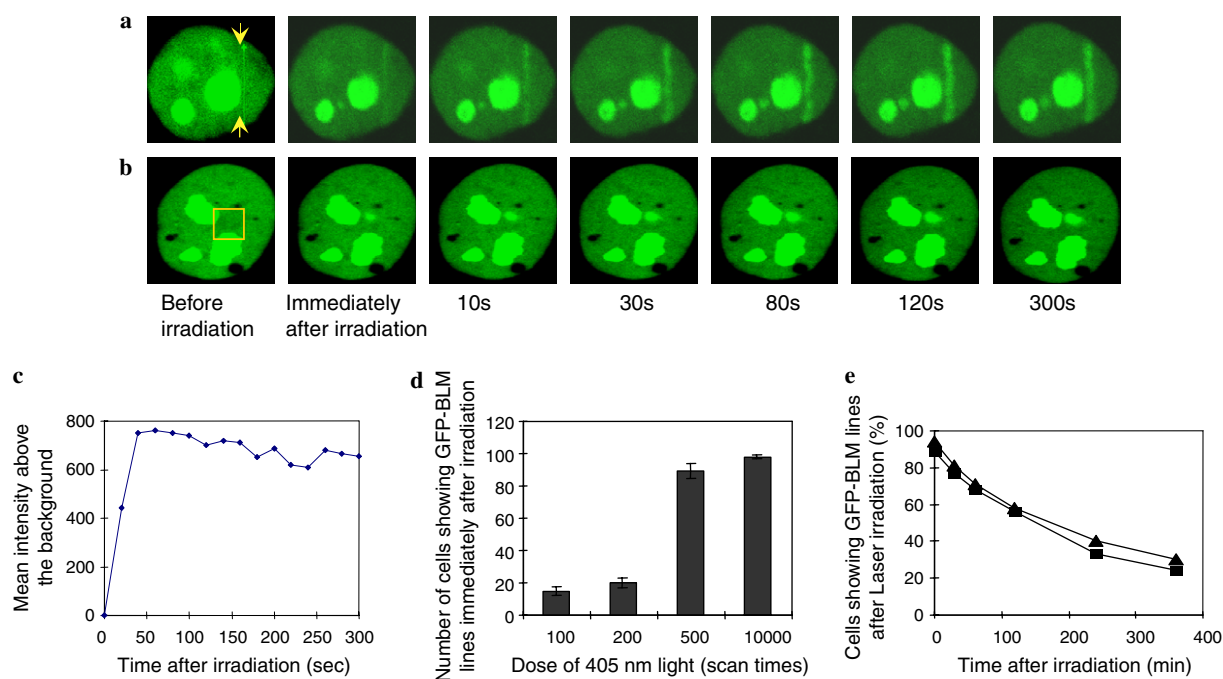 a
b
Before
irradiation
Immediately
after irradiation
10s
30s
80s
120s
300s
c
Mean intensity above
the background
800
600
400
200
0
0 50 100 150 200 250 300
Time after irradiation (sec)
d
Number of cells showing GFP-BLM
lines immediately after irradiation
120
100
80
60
40
20
0
100 200 500 10000
Dose of 405 nm light (scan times)
e
Cells showing GFP-BLM lines
after Laser irradiation (%)
100
80
60
40
20
0
0 100 200 300 400
Time after irradiation (min)